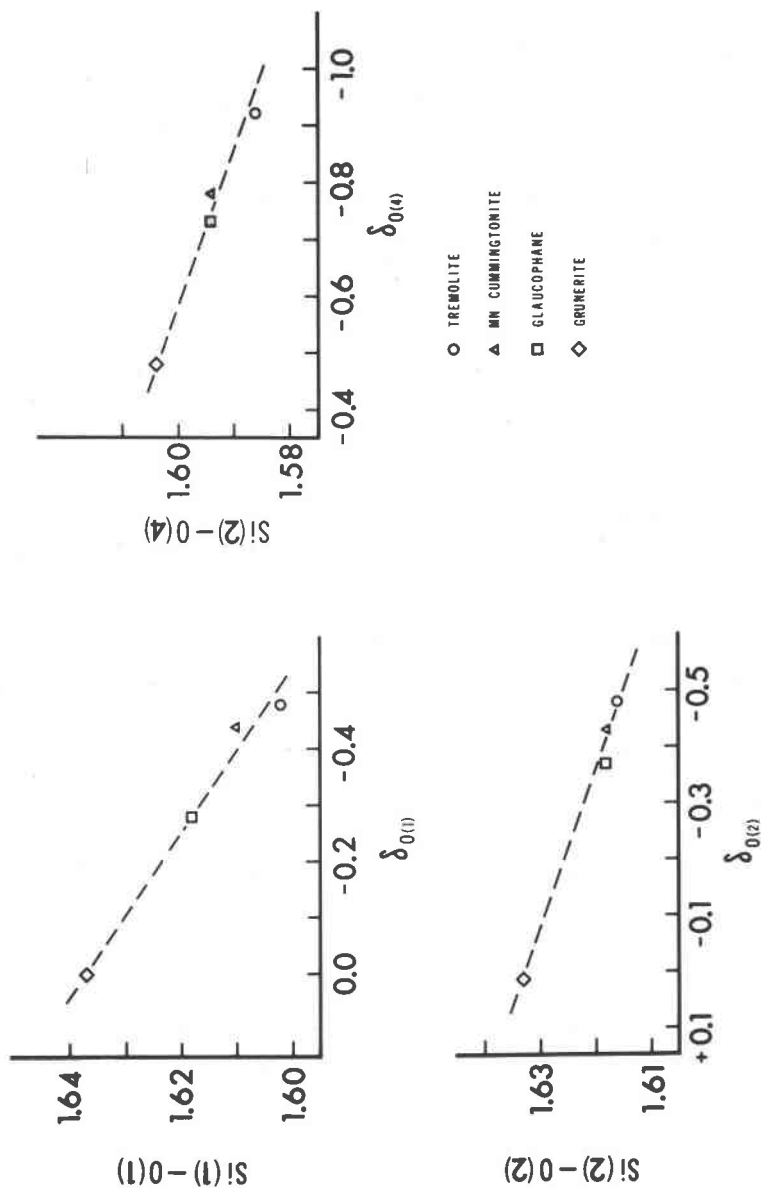 1.64
1.62
1.60
Si(1)–O(1)
0.0
-0.2
-0.4
δO(1)
1.60
1.58
Si(2)–O(4)
-0.4
-0.6
-0.8
-1.0
δO(4)
1.63
1.61
Si(2)–O(2)
+0.1
-0.1
-0.3
-0.5
δO(2)
TREMOLITE
MN CUMMINGTONITE
GLAUCOPHANE
GRUNERITE